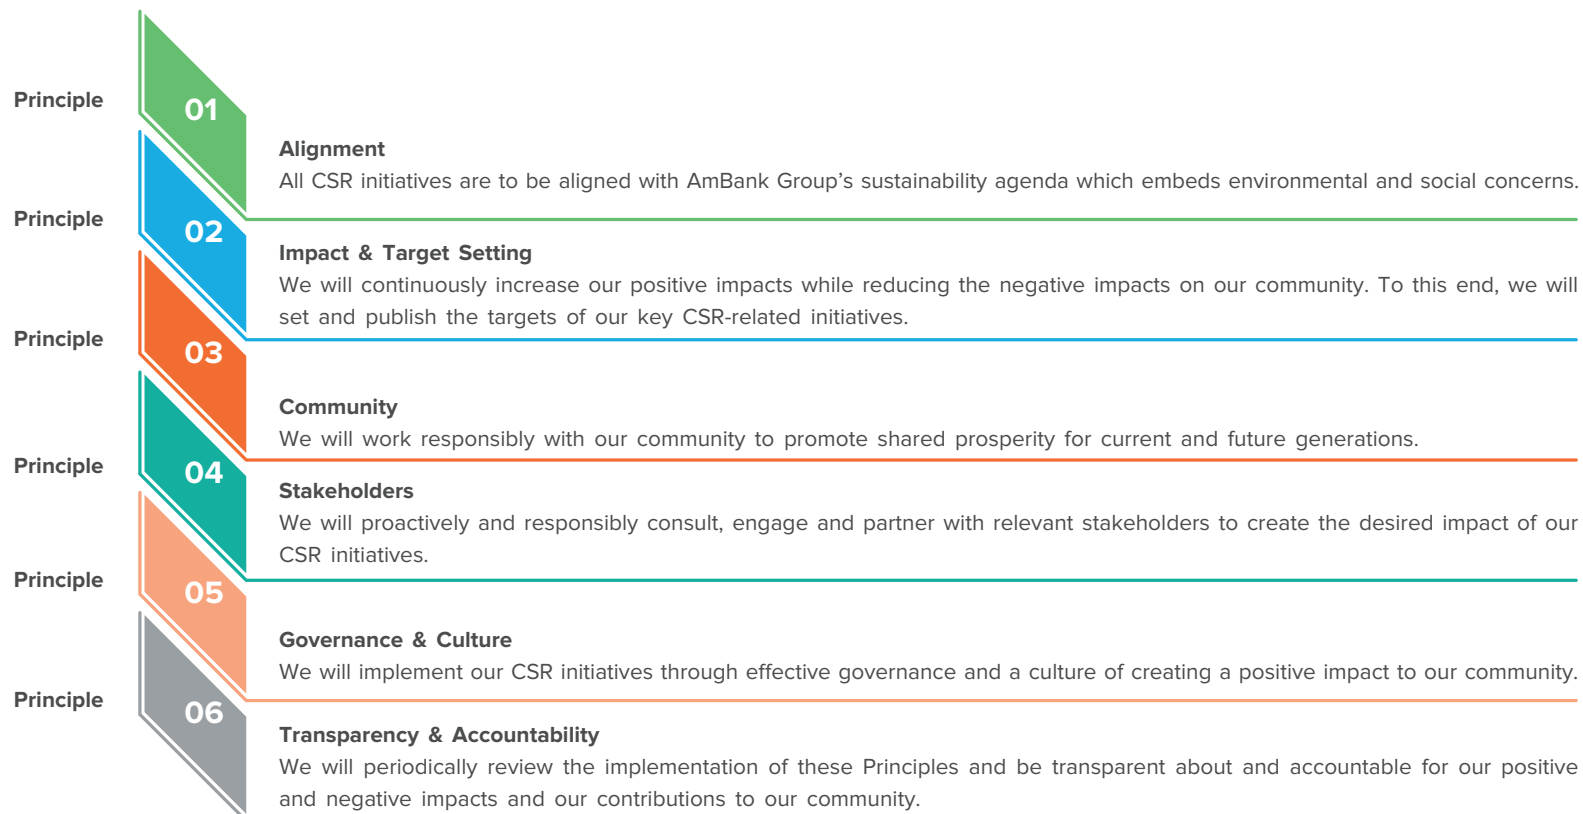 Principle
01
Alignment
All CSR initiatives are to be aligned with AmBank Group’s sustainability agenda which embeds environmental and social concerns.
Principle
02
Impact & Target Setting
We will continuously increase our positive impacts while reducing the negative impacts on our community. To this end, we will
set and publish the targets of our key CSR-related initiatives.
Principle
03
Community
We will work responsibly with our community to promote shared prosperity for current and future generations.
Principle
04
Stakeholders
We will proactively and responsibly consult, engage and partner with relevant stakeholders to create the desired impact of our
CSR initiatives.
Principle
05
Governance & Culture
We will implement our CSR initiatives through effective governance and a culture of creating a positive impact to our community.
Principle
06
Transparency & Accountability
We will periodically review the implementation of these Principles and be transparent about and accountable for our positive
and negative impacts and our contributions to our community.